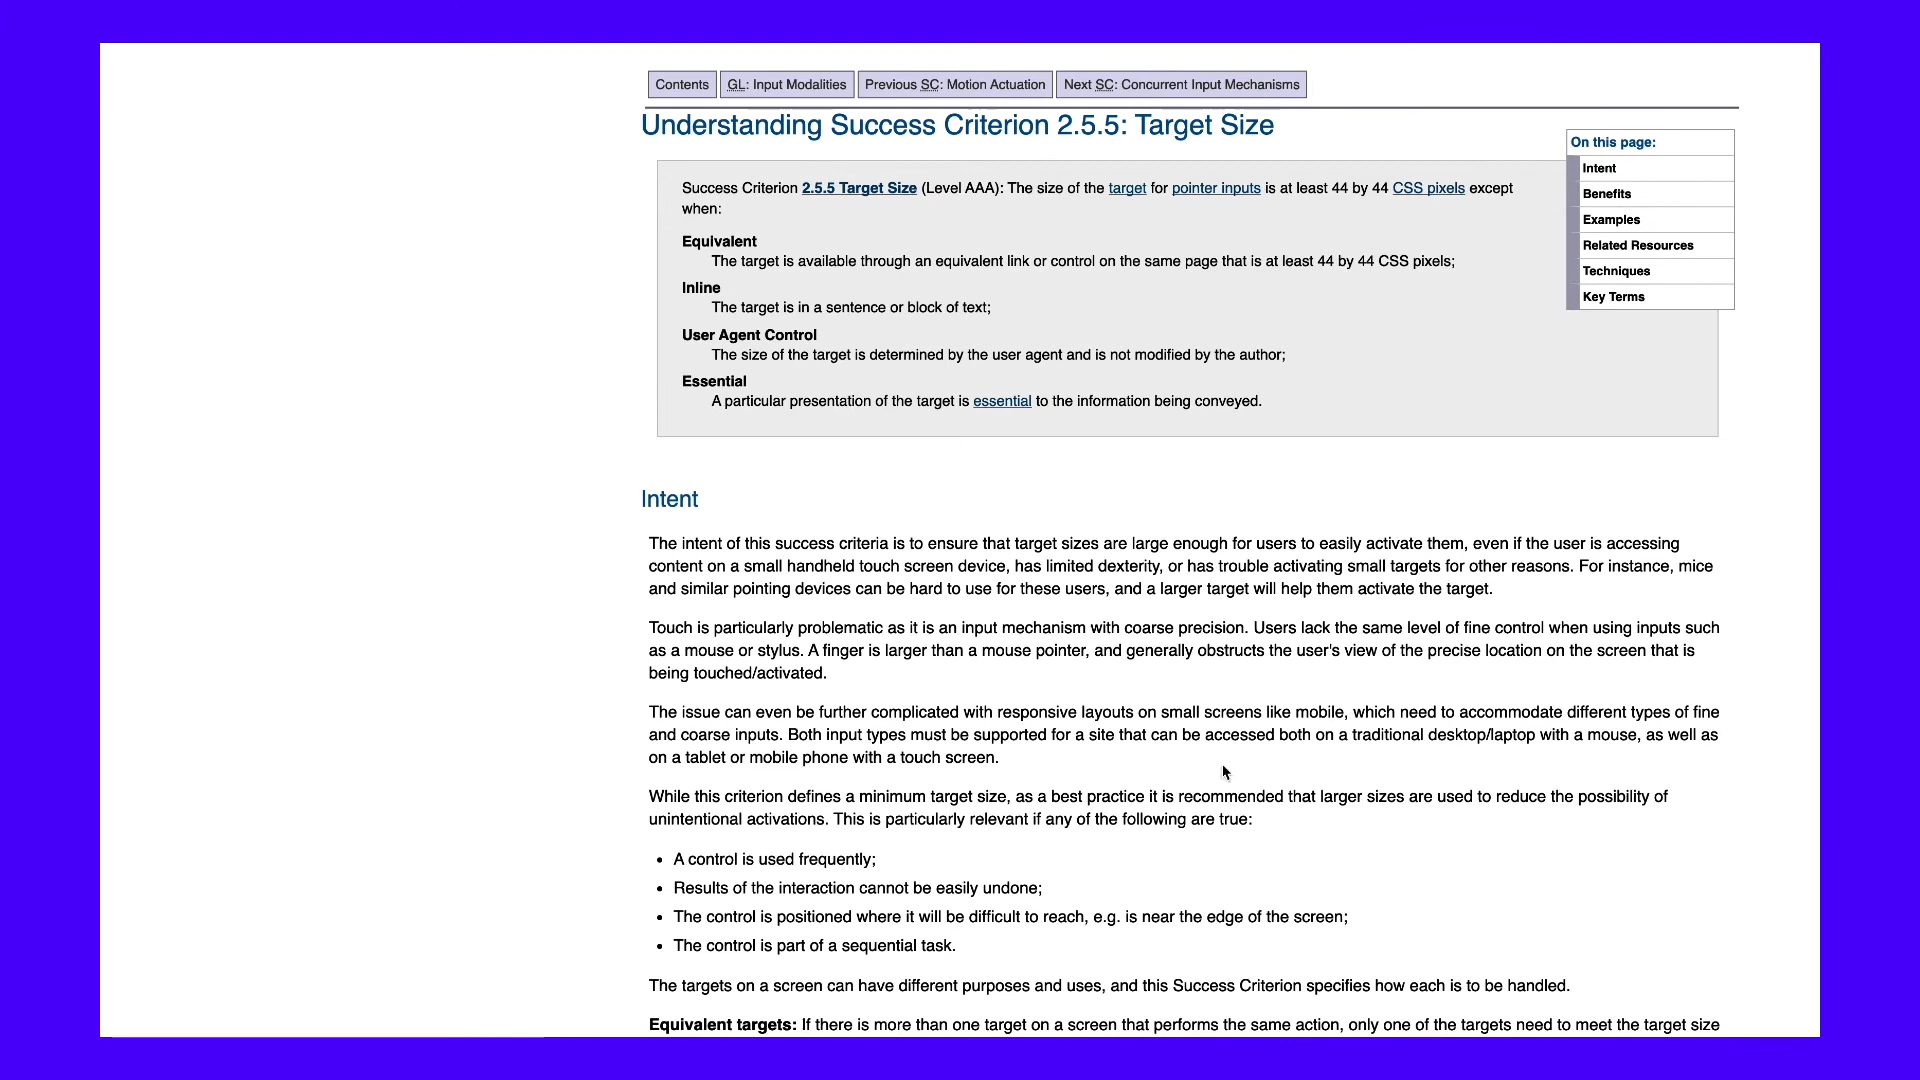 Contents GL: Input Modalities Previous SC: Motion Actuation Next SC: Concurrent Input Mechanisms
Understanding Success Criterion 2.5.5: Target Size
On this page:
Intent
Benefits
Examples
Related Resources
Techniques
Key Terms
Success Criterion 2.5.5 Target Size (Level AAA): The size of the target for pointer inputs is at least 44 by 44 CSS pixels except
when:
Equivalent
The target is available through an equivalent link or control on the same page that is at least 44 by 44 CSS pixels;
Inline
The target is in a sentence or block of text;
User Agent Control
The size of the target is determined by the user agent and is not modified by the author;
Essential
A particular presentation of the target is essential to the information being conveyed.
Intent
The intent of this success criteria is to ensure that target sizes are large enough for users to easily activate them, even if the user is accessing
content on a small handheld touch screen device, has limited dexterity, or has trouble activating small targets for other reasons. For instance, mice
and similar pointing devices can be hard to use for these users, and a larger target will help them activate the target.
Touch is particularly problematic as it is an input mechanism with coarse precision. Users lack the same level of fine control when using inputs such
as a mouse or stylus. A finger is larger than a mouse pointer, and generally obstructs the user's view of the precise location on the screen that is
being touched/activated.
The issue can even be further complicated with responsive layouts on small screens like mobile, which need to accommodate different types of fine
and coarse inputs. Both input types must be supported for a site that can be accessed both on a traditional desktop/laptop with a mouse, as well as
on a tablet or mobile phone with a touch screen.
While this criterion defines a minimum target size, as a best practice it is recommended that larger sizes are used to reduce the possibility of
unintentional activations. This is particularly relevant if any of the following are true:
• A control is used frequently;
• Results of the interaction cannot be easily undone;
• The control is positioned where it will be difficult to reach, e.g. is near the edge of the screen;
• The control is part of a sequential task.
The targets on a screen can have different purposes and uses, and this Success Criterion specifies how each is to be handled.
Equivalent targets: If there is more than one target on a screen that performs the same action, only one of the targets need to meet the target size